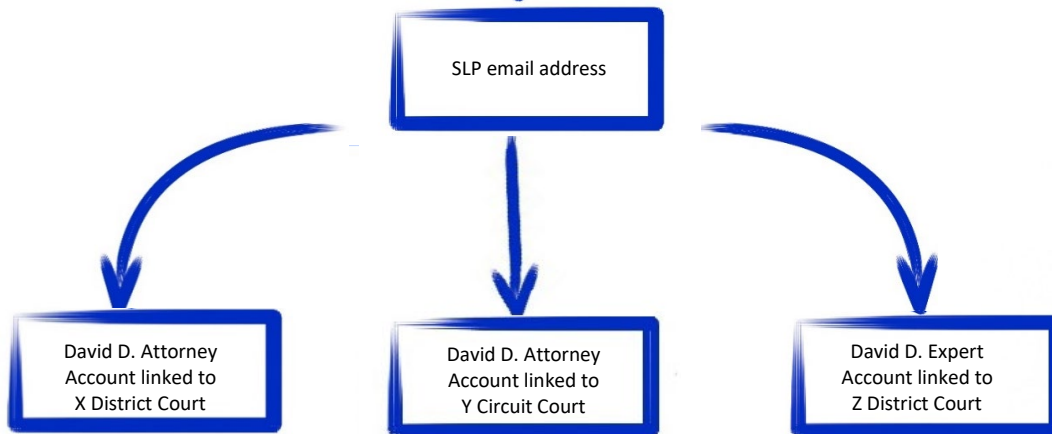 SLP email address
David D. Attorney
Account linked to
X District Court
David D. Attorney
Account linked to
Y Circuit Court
David D. Expert
Account linked to
Z District Court